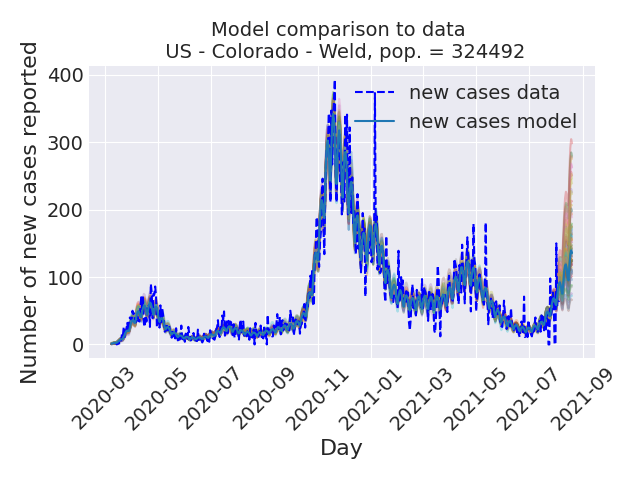 Model comparison to data
US - Colorado - Weld, pop. = 324492
Number of new cases reported
400
300
200
100
0
new cases data
new cases model
2020-03
2020-05
2020-07
2020-09
2020-11
2021-01
2021-03
2021-05
2021-07
2021-09
Day